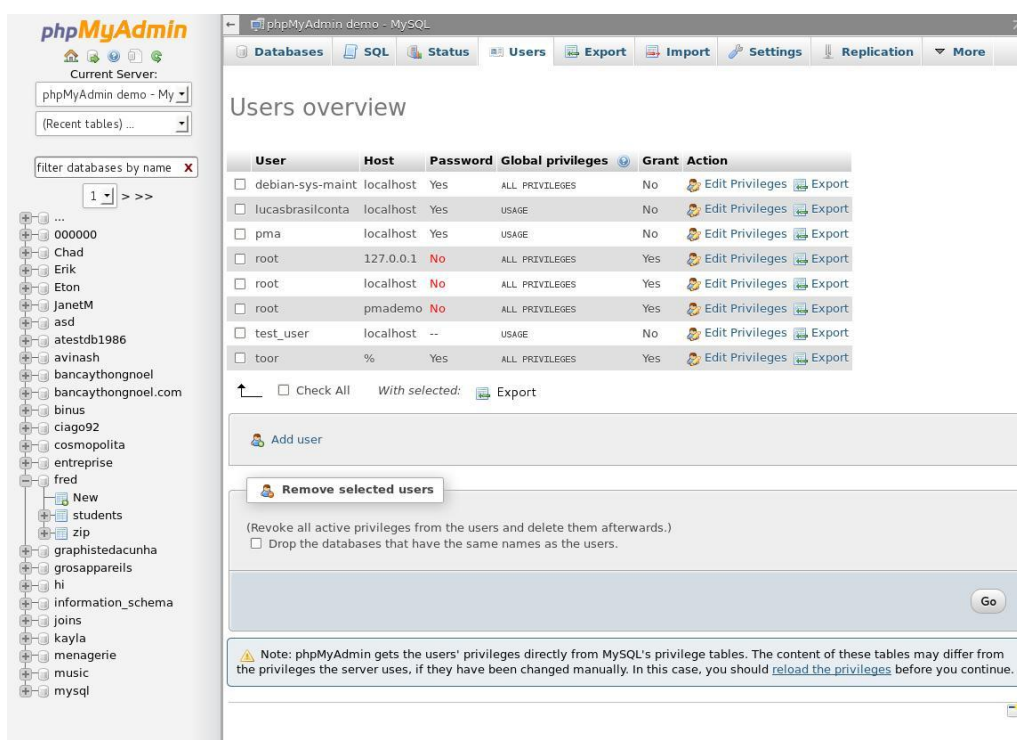 phpMyAdmin
Current Server:
phpMyAdmin demo - My
(Recent tables) ...
filter databases by name X
1 > >>
...
000000
Chad
Erik
Eton
JanetM
asd
atestdb1986
avinash
bancaythongnoel
bancaythongnoel.com
binus
ciago92
cosmopolita
entreprise
fred
New
students
zip
graphistedacunha
grosappareils
hi
information_schema
joins
kayla
menagerie
music
mysql
phpMyAdmin demo - MySQL
Databases SQL Status Users Export Import Settings Replication More
Users overview
User Host Password Global privileges Grant Action
debian-sys-maint localhost Yes ALL PRIVILEGES No Edit Privileges Export
lucasbrasilconta localhost Yes USAGE No Edit Privileges Export
pma localhost Yes USAGE No Edit Privileges Export
root 127.0.0.1 No ALL PRIVILEGES Yes Edit Privileges Export
root localhost No ALL PRIVILEGES Yes Edit Privileges Export
root pmademo No ALL PRIVILEGES Yes Edit Privileges Export
test_user localhost -- USAGE No Edit Privileges Export
toor % Yes ALL PRIVILEGES Yes Edit Privileges Export
Check All With selected: Export
Add user
Remove selected users
(Revoke all active privileges from the users and delete them afterwards.)
Drop the databases that have the same names as the users.
Go
Note: phpMyAdmin gets the users' privileges directly from MySQL's privilege tables. The content of these tables may differ from
the privileges the server uses, if they have been changed manually. In this case, you should reload the privileges before you continue.